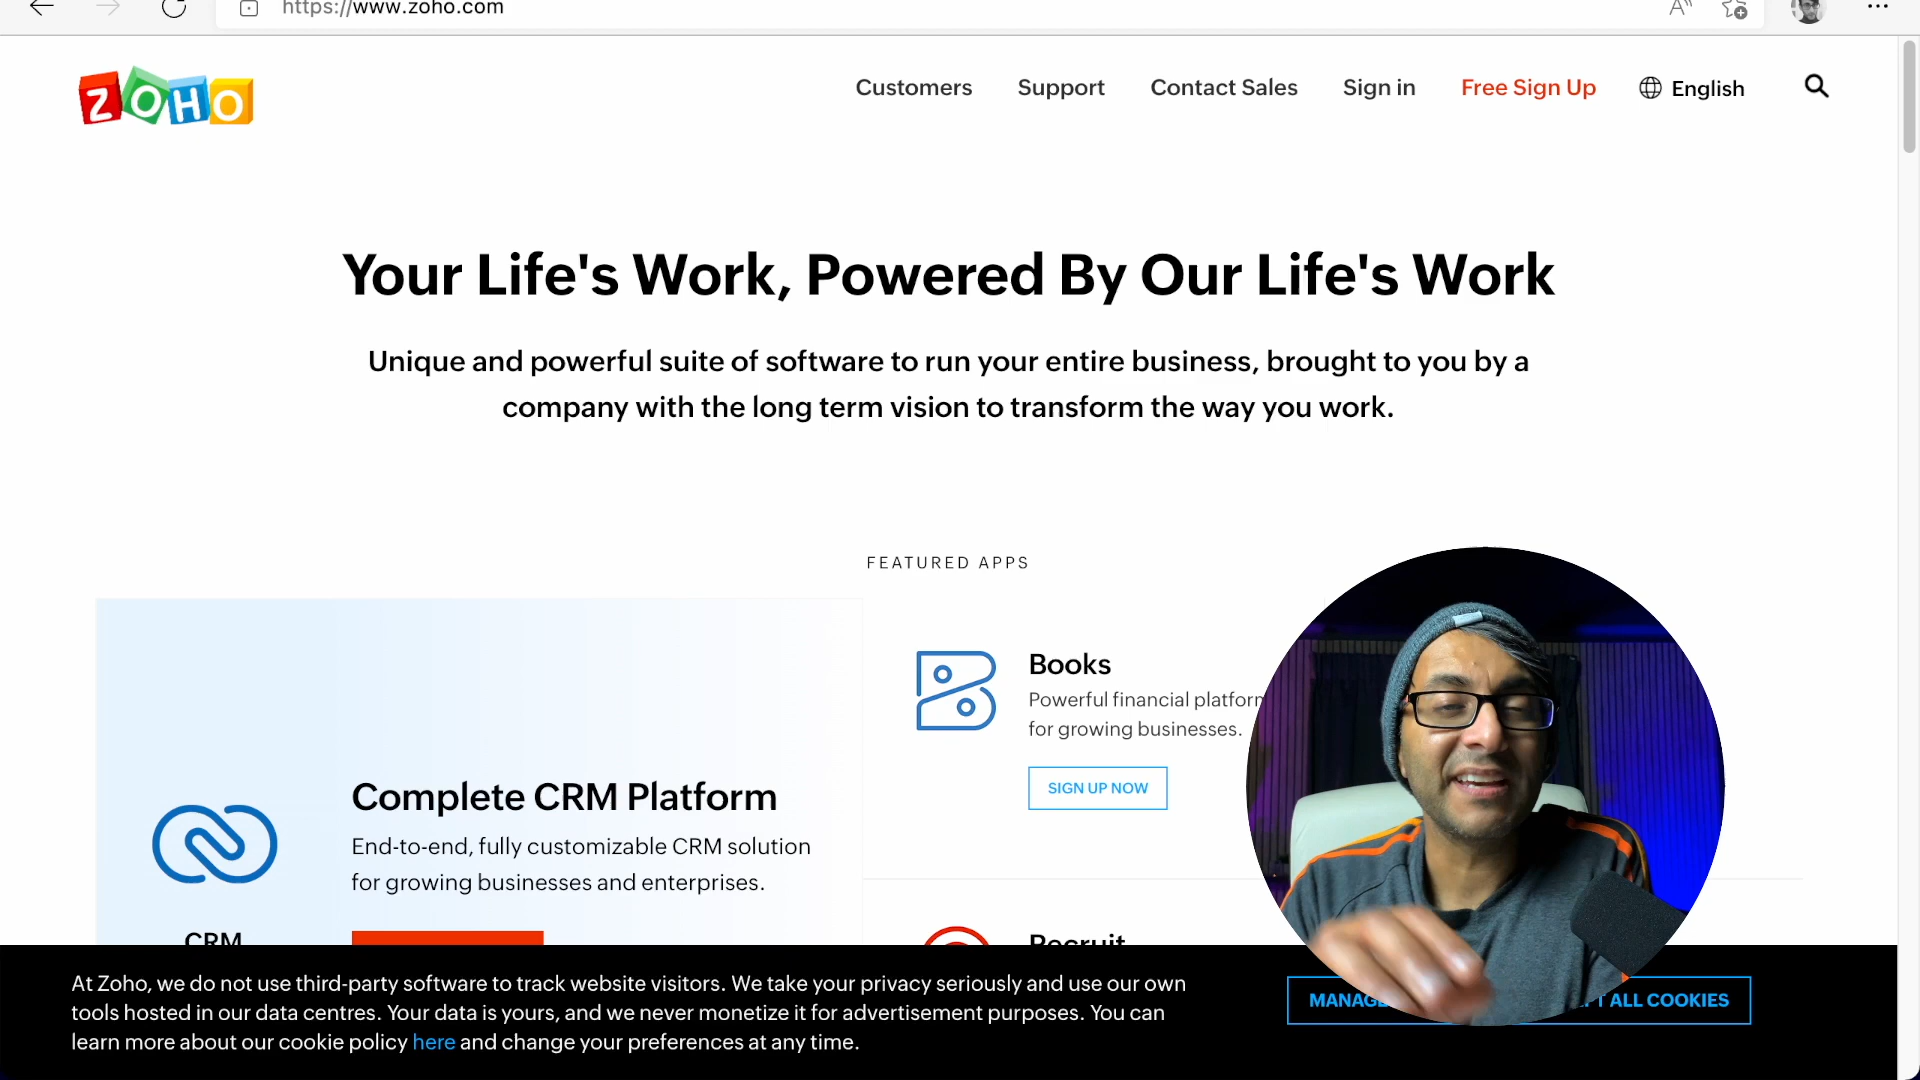 https://www.zoho.com
ZOHO
Customers
Support
Contact Sales
Sign in
Free Sign Up
English
Your Life's Work, Powered By Our Life's Work
Unique and powerful suite of software to run your entire business, brought to you by a
company with the long term vision to transform the way you work.
FEATURED APPS
Complete CRM Platform
End-to-end, fully customizable CRM solution
for growing businesses and enterprises.
CRM
Books
Powerful financial platform
for growing businesses.
SIGN UP NOW
Recruit
At Zoho, we do not use third-party software to track website visitors. We take your privacy seriously and use our own
tools hosted in our data centres. Your data is yours, and we never monetize it for advertisement purposes. You can
learn more about our cookie policy here and change your preferences at any time.
MANAGE
ALL COOKIES